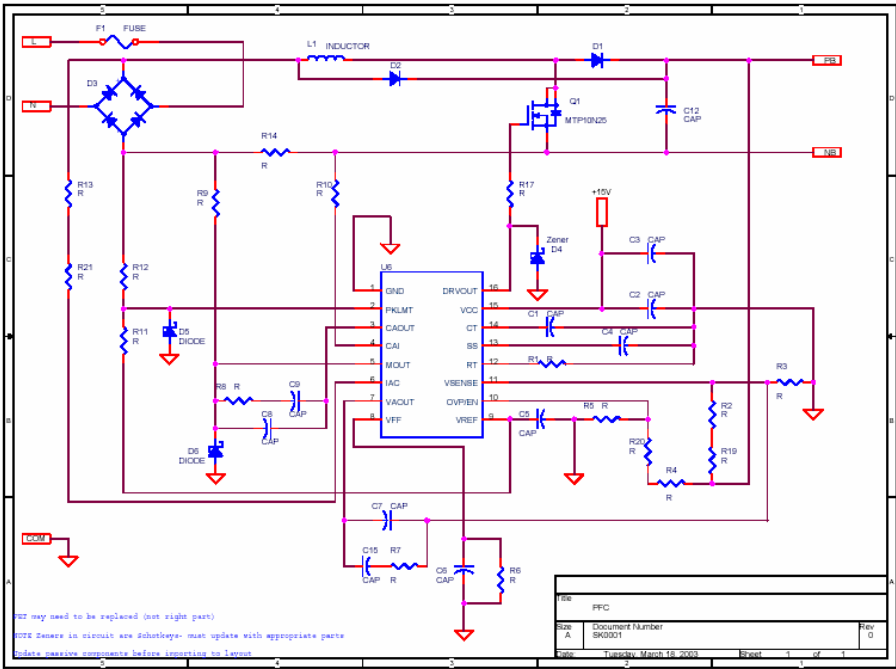 5 4 3 2 1
F1 FUSE
L
L1 INDUCTOR
D1
PB
D2
D3
N
Q1
MTP10N25
C12
CAP
D
D
R14
R
NB
R13
R
R9
R
R10
R
R17
R
+15V
C3 CAP
Zener
D4
C
C
R21
R
R12
R
U6
C2 CAP
1 GND DRVOUT 16
2 PKLMT VCC 15
C1 CAP
3 CAOUT CT 14
C4 CAP
R11
R
D5
DIODE
4 CAI SS 13
5 MOUT RT 12
R1 R
R3
R
6 IAC VSENSE 11
R8 R
C9
CAP
7 VAOUT OVP/EN 10
8 VFF VREF 9
C5
CAP
R5 R
R2
R
B
B
C8
CAP
D6
DIODE
R20
R
R19
R
R4
R
C7 CAP
COM
C15
CAP
R7
R
C6
CAP
R6
R
A
A
Title
PFC
FET may need to be replaced (not right part)
NOTE Zeners in circuit are Schotkeys- must update with appropriate parts
Update passive components before importing to layout
Size
A
Document Number
SK0001
Rev
0
Date: Tuesday, March 18, 2003 Sheet 1 of 1
5 4 3 2 1